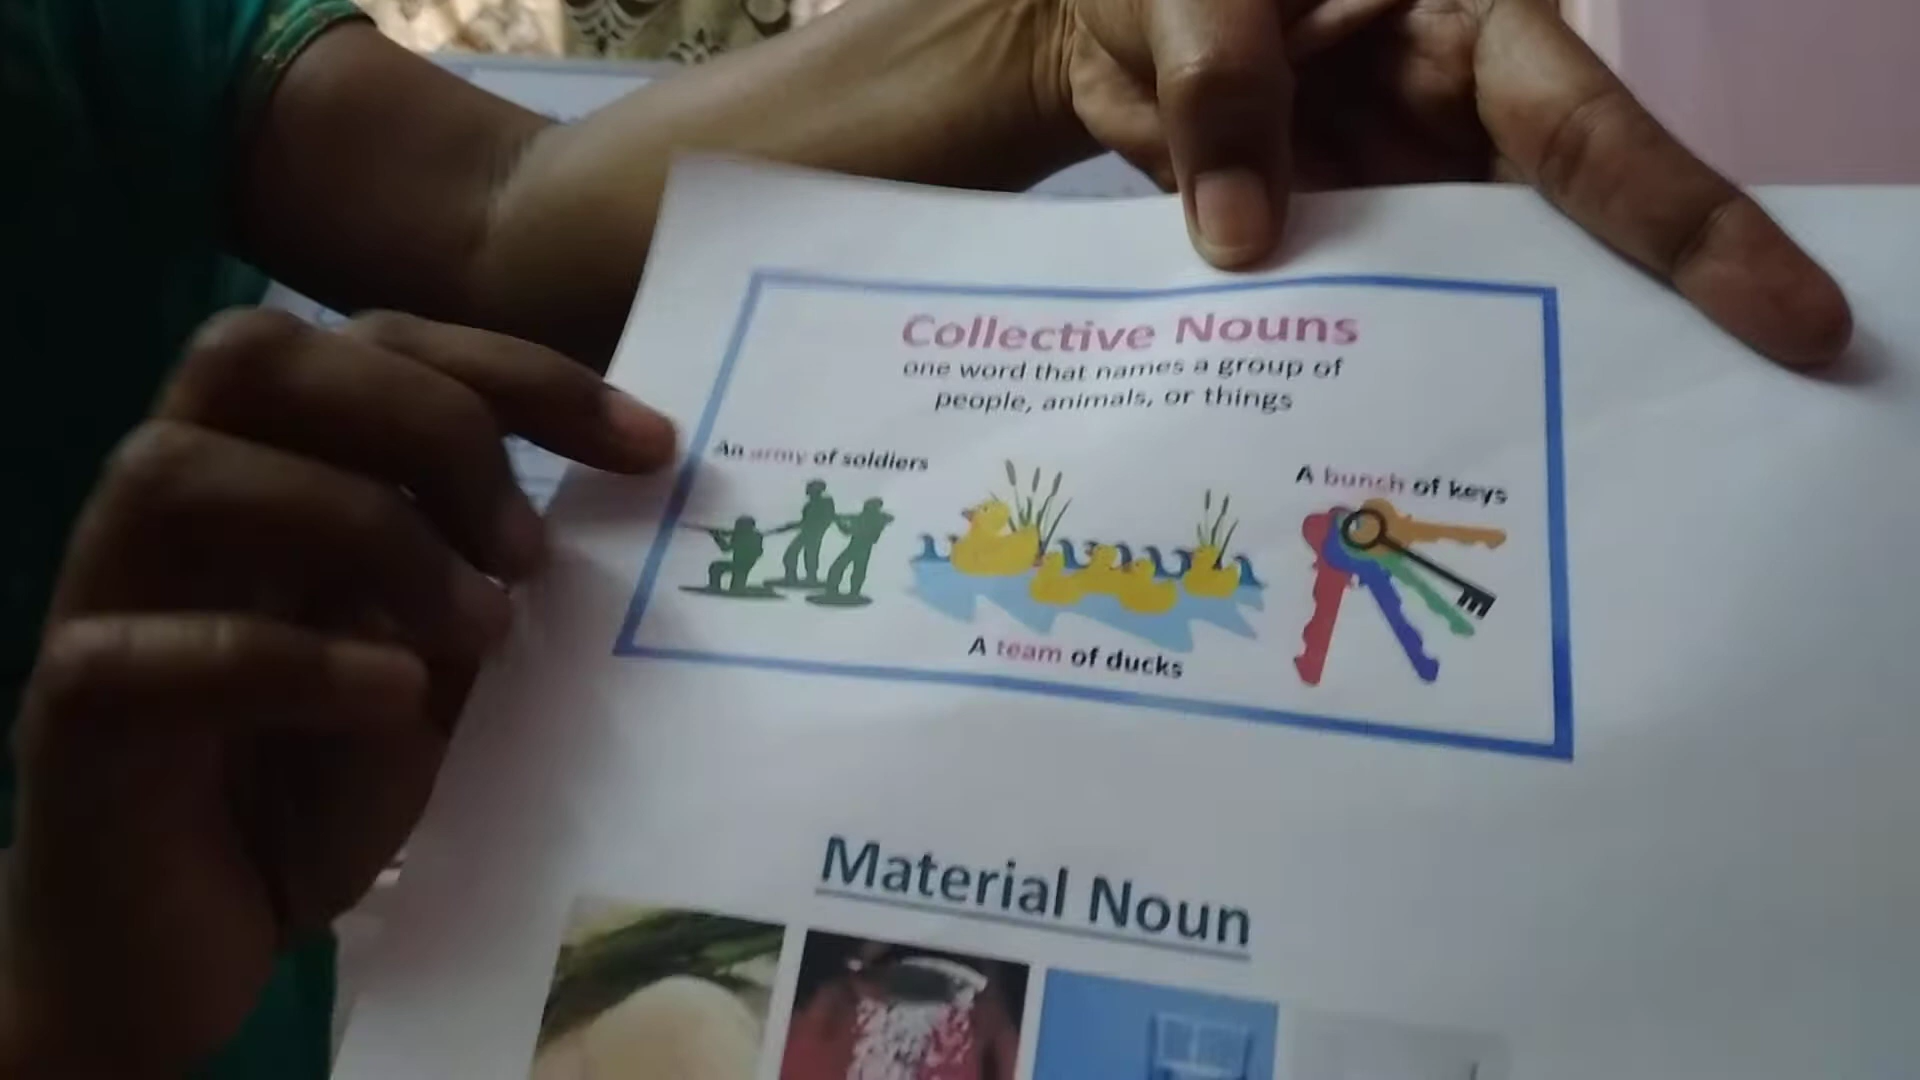 Collective Nouns
one word that names a group of
people, animals, or things
An army of soldiers
A bunch of keys
A team of ducks
Material Noun